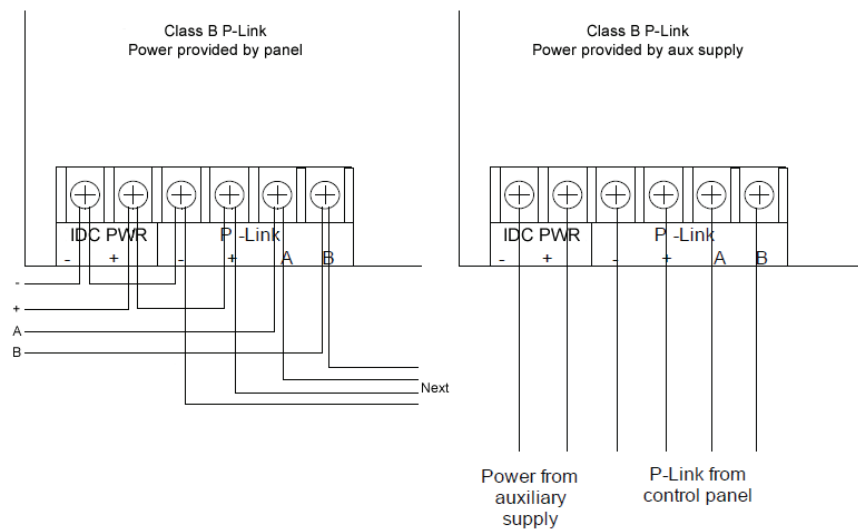 Class B P-Link
Power provided by panel
IDC PWR
P -Link
- + - + A B
-
+
A
B
Next
Class B P-Link
Power provided by aux supply
IDC PWR
P -Link
- + - + A B
Power from
auxiliary
supply
P-Link from
control panel